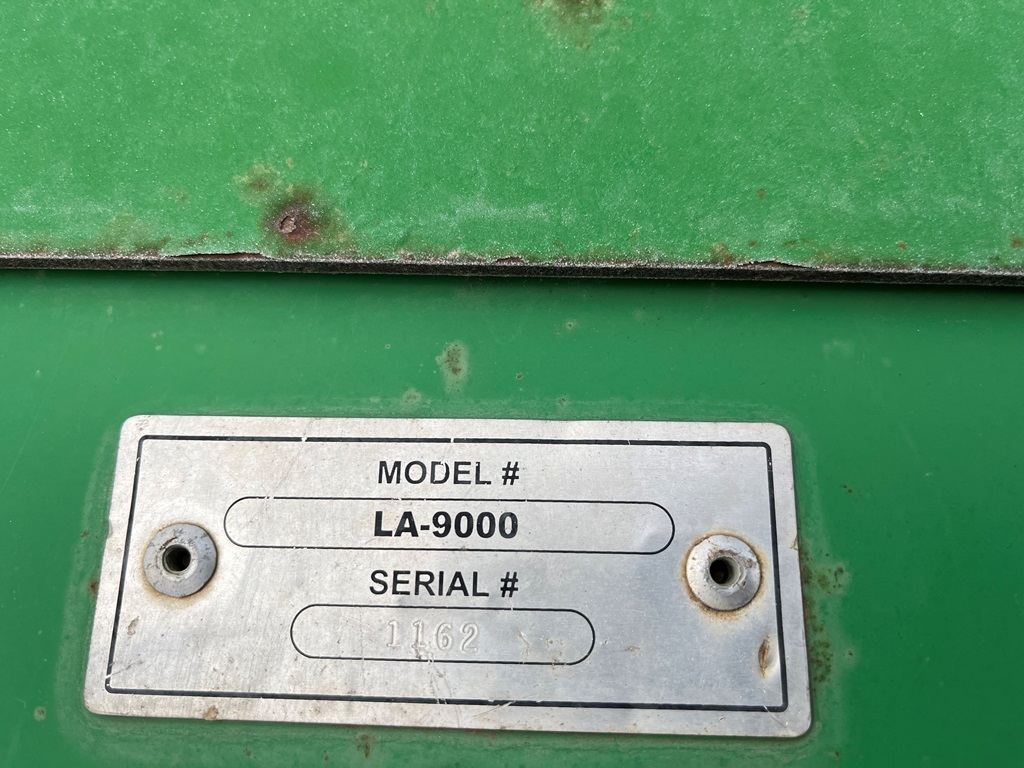 MODEL #
LA-9000
SERIAL #
1162